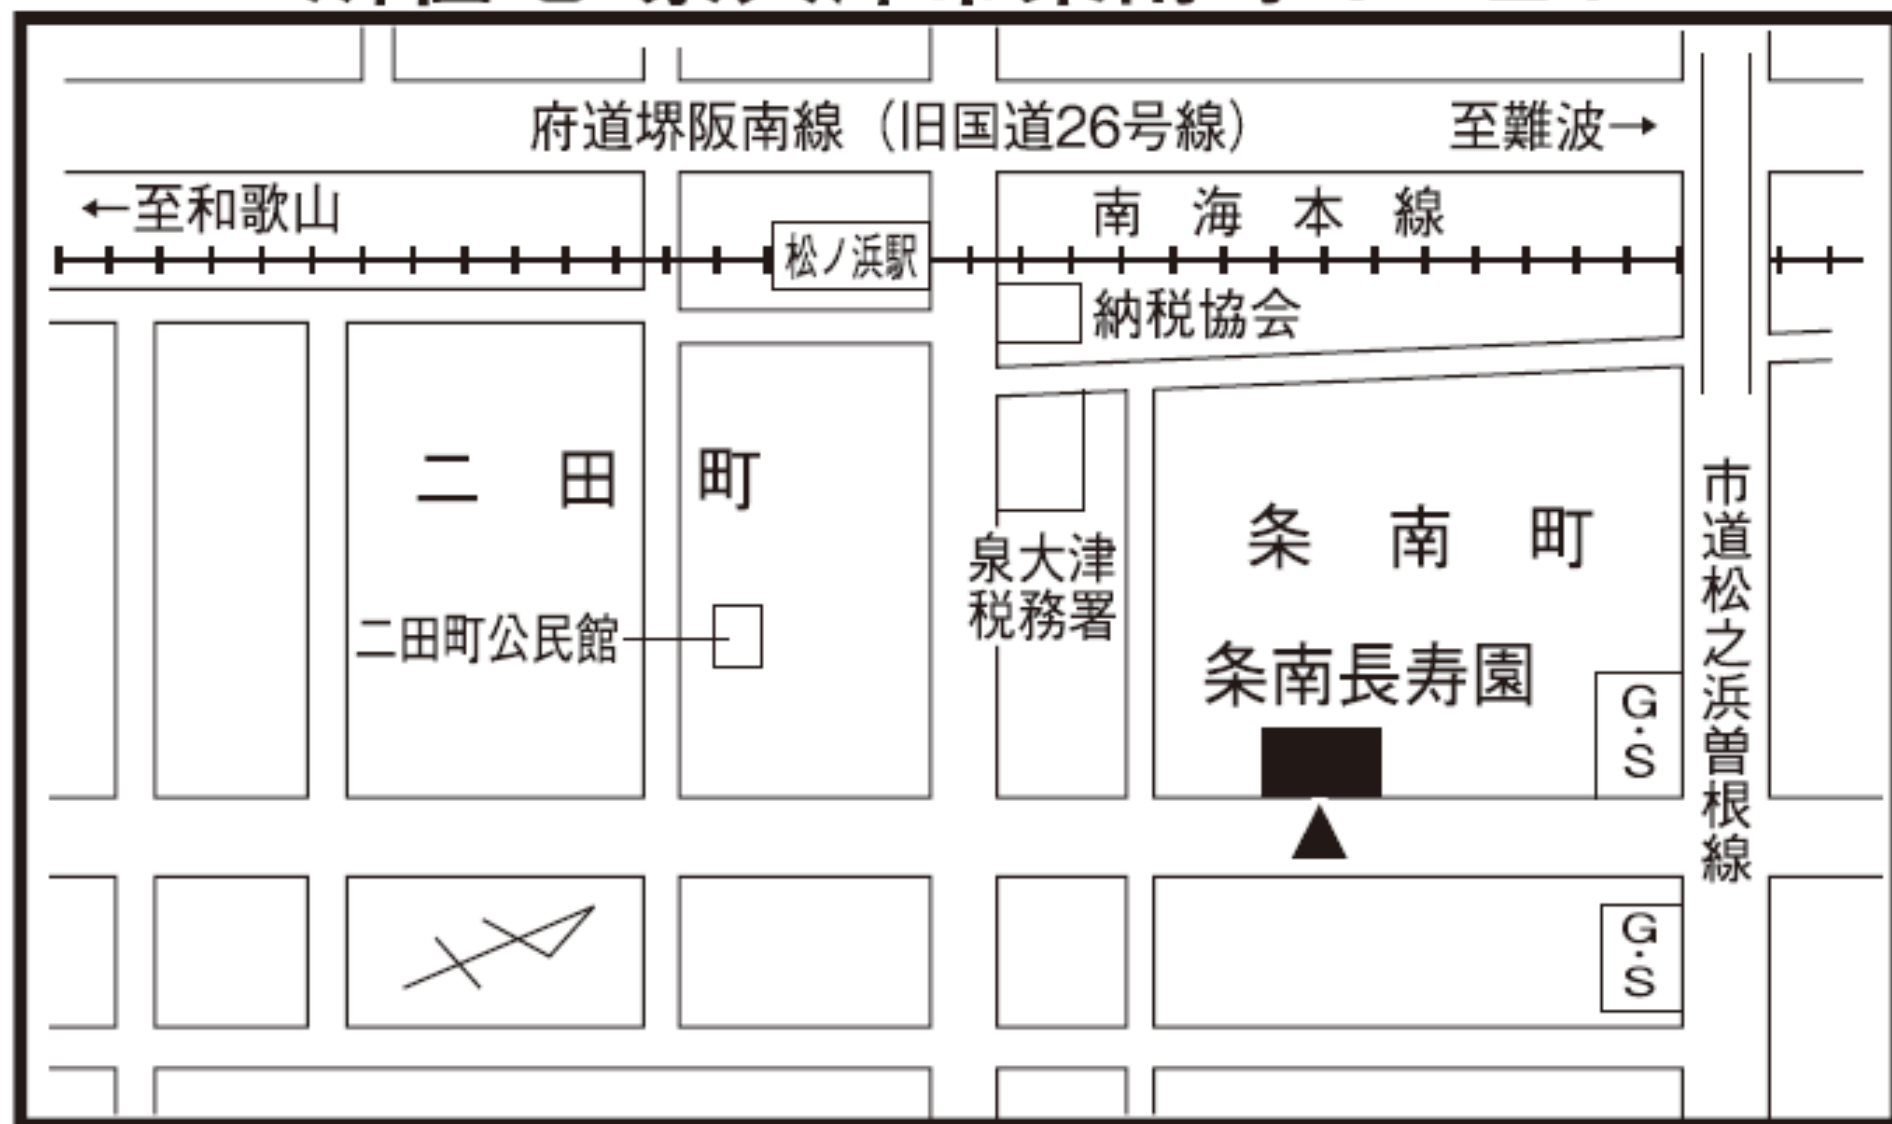 府道堺阪南線（旧国道26号線）
至難波→
←至和歌山
南海本線
松ノ浜駅
納税協会
二田町
条南町
泉大津
税務署
二田町公民館
条南長寿園
G・S
市道松之浜曽根線
G・S